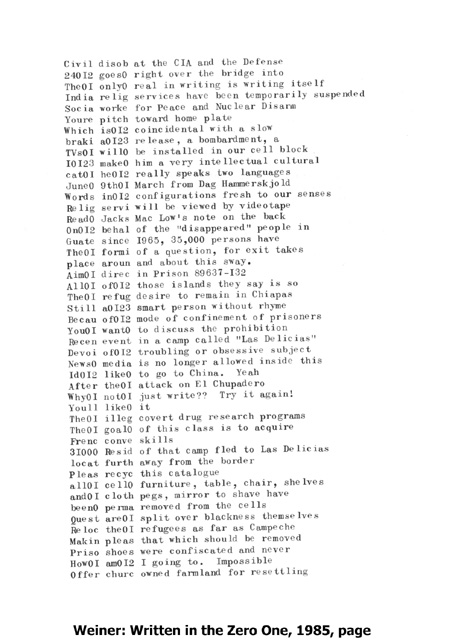 Civil disob at the CIA and the Defense
240I2 goes0 right over the bridge into
The0I only0 real in writing is writing itself
India relig services have been temporarily suspended
Socia worke for Peace and Nuclear Disarm
Youre pitch toward home plate
Which is0I2 coincidental with a slow
braki a0I23 release, a bombardment, a
TVs0I will0 be installed in our cell block
I0I23 make0 him a very intellectual cultural
cat0I he0I2 really speaks two languages
June0 9th0I March from Dag Hammerskjold
Words in0I2 configurations fresh to our senses
Relig servi will be viewed by videotape
Read0 Jacks Mac Low's note on the back
On0I2 behal of the "disappeared" people in
Guate since I965, 35,000 persons have
The0I formi of a question, for exit takes
place aroun and about this sway.
Aim0I direc in Prison 89637-I32
All0I of0I2 those islands they say is so
The0I refug desire to remain in Chiapas
Still a0I23 smart person without rhyme
Becau of0I2 mode of confinement of prisoners
You0I want0 to discuss the prohibition
Recen event in a camp called "Las Delicias"
Devoi of0I2 troubling or obsessive subject
News0 media is no longer allowed inside this
Id0I2 like0 to go to China.  Yeah
After the0I attack on El Chupadero
Why0I not0I just write??  Try it again!
Youll like0 it
The0I illeg covert drug research programs
The0I goal0 of this class is to acquire
Frenc conve skills
3I000 Resid of that camp fled to Las Delicias
locat furth away from the border
Pleas recyc this catalogue
all0I cell0 furniture, table, chair, shelves
and0I cloth pegs, mirror to shave have
been0 perma removed from the cells
Quest are0I split over blackness themselves
Reloc the0I refugees as far as Campeche
Makin pleas that which should be removed
Priso shoes were confiscated and never
How0I am0I2 I going to.  Impossible
Offer churc owned farmland for resettling
Weiner: Written in the Zero One, 1985, page